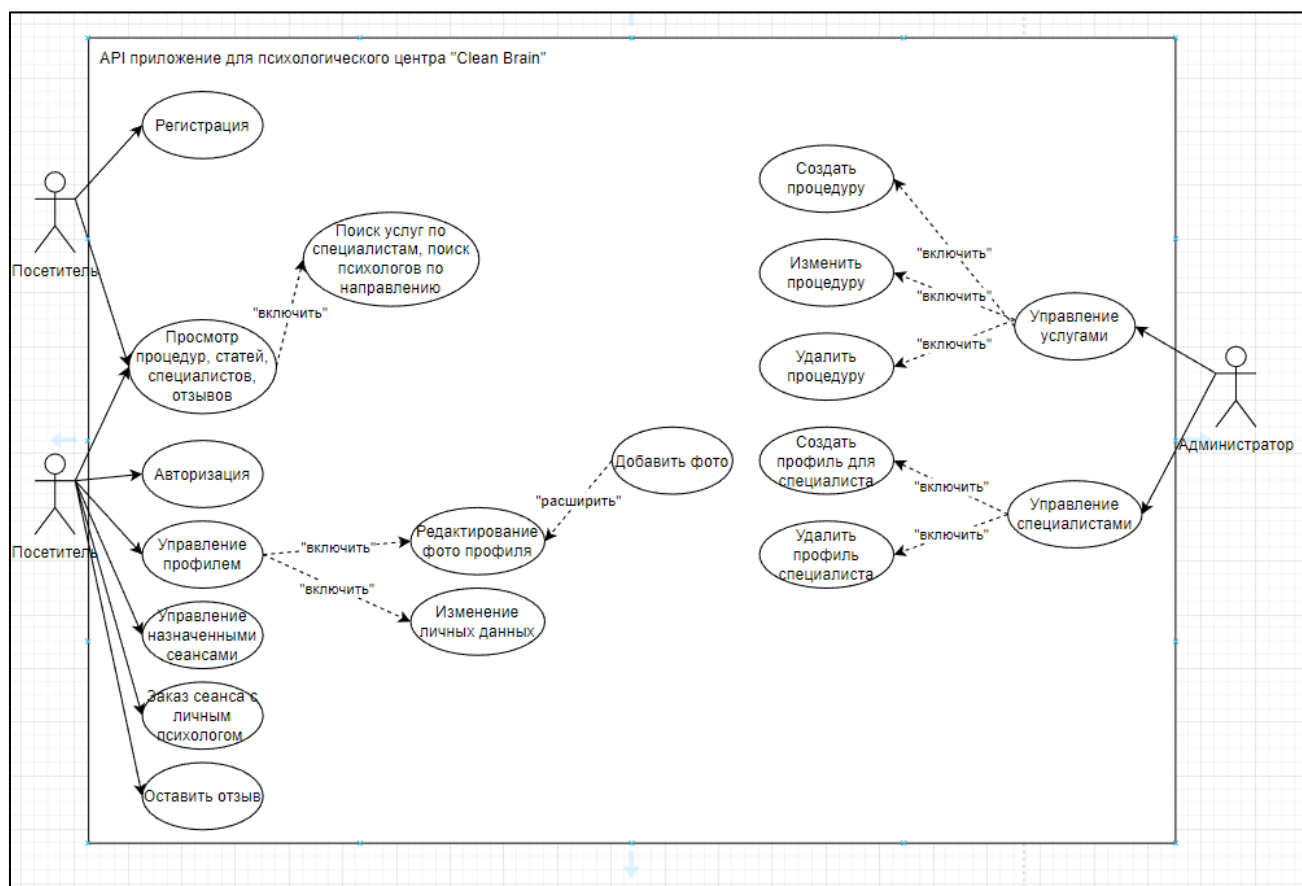 API приложение для психологического центра "Clean Brain"
Регистрация
Посетитель
Поиск услуг по
специалистам, поиск
психологов по
направлению
"включить"
Просмотр
процедур, статей,
специалистов,
отзывов
Посетитель
Авторизация
Управление
профилем
"включить"
"включить"
Редактирование
фото профиля
"расширить"
Добавить фото
Изменение
личных данных
Управление
назначенными
сеансами
Заказ сеанса с
личным
психологом
Оставить отзыв
Создать
процедуру
"включить"
Изменить
процедуру
"включить"
Удалить
процедуру
"включить"
Управление
услугами
Администратор
Создать
профиль для
специалиста
"включить"
Удалить
профиль
специалиста
"включить"
Управление
специалистами